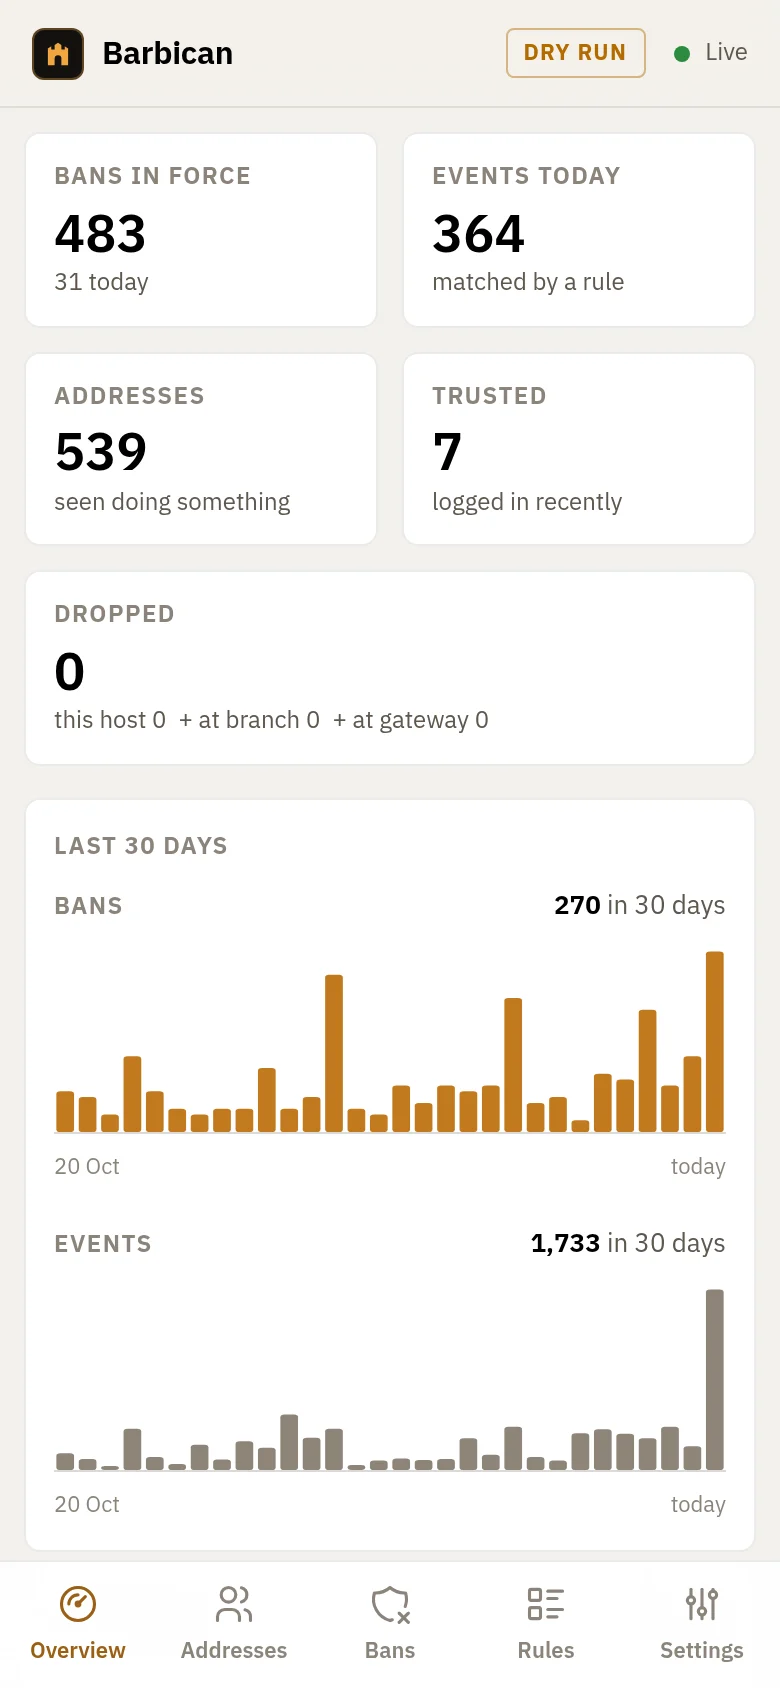 Barbican
DRY RUN
Live
BANS IN FORCE
483
31 today
EVENTS TODAY
364
matched by a rule
ADDRESSES
539
seen doing something
TRUSTED
7
logged in recently
DROPPED
0
this host 0 + at branch 0 + at gateway 0
LAST 30 DAYS
BANS
270 in 30 days
20 Oct
today
EVENTS
1,733 in 30 days
20 Oct
today
Overview
Addresses
Bans
Rules
Settings